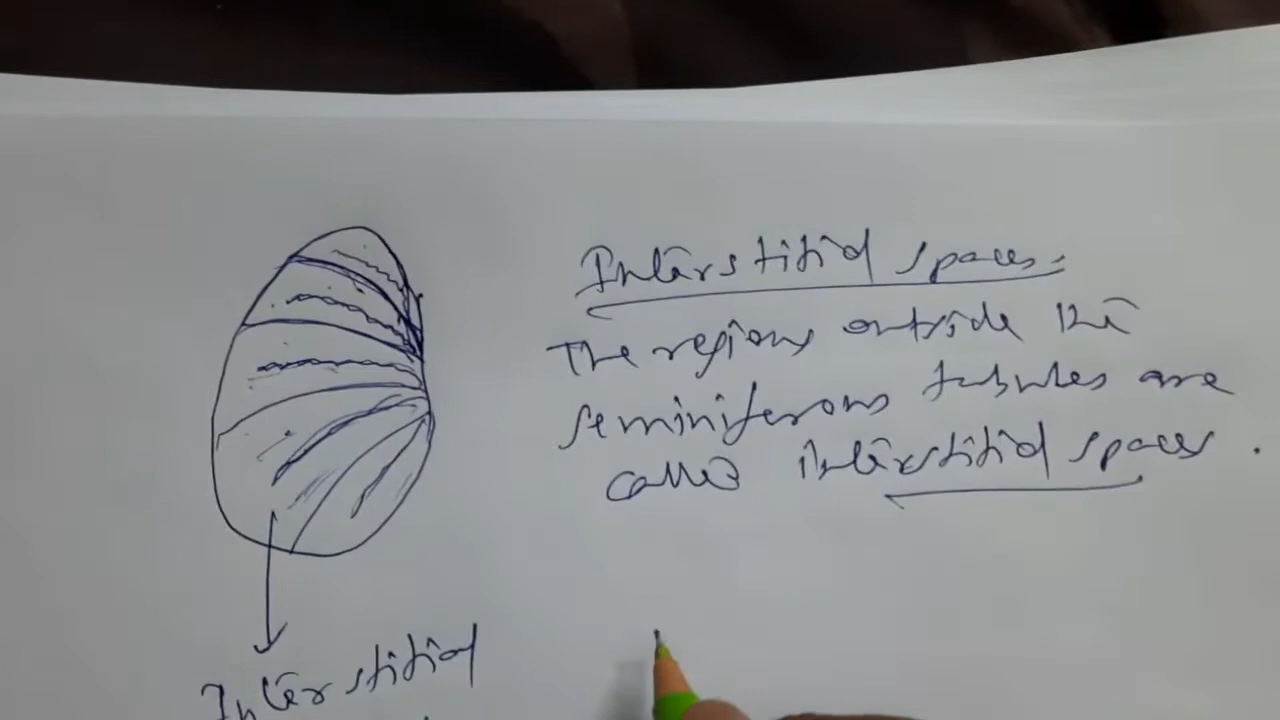 Interstitial spaces.
The regions outside the
seminiferous tubules are
called interstitial spaces.
Interstitial